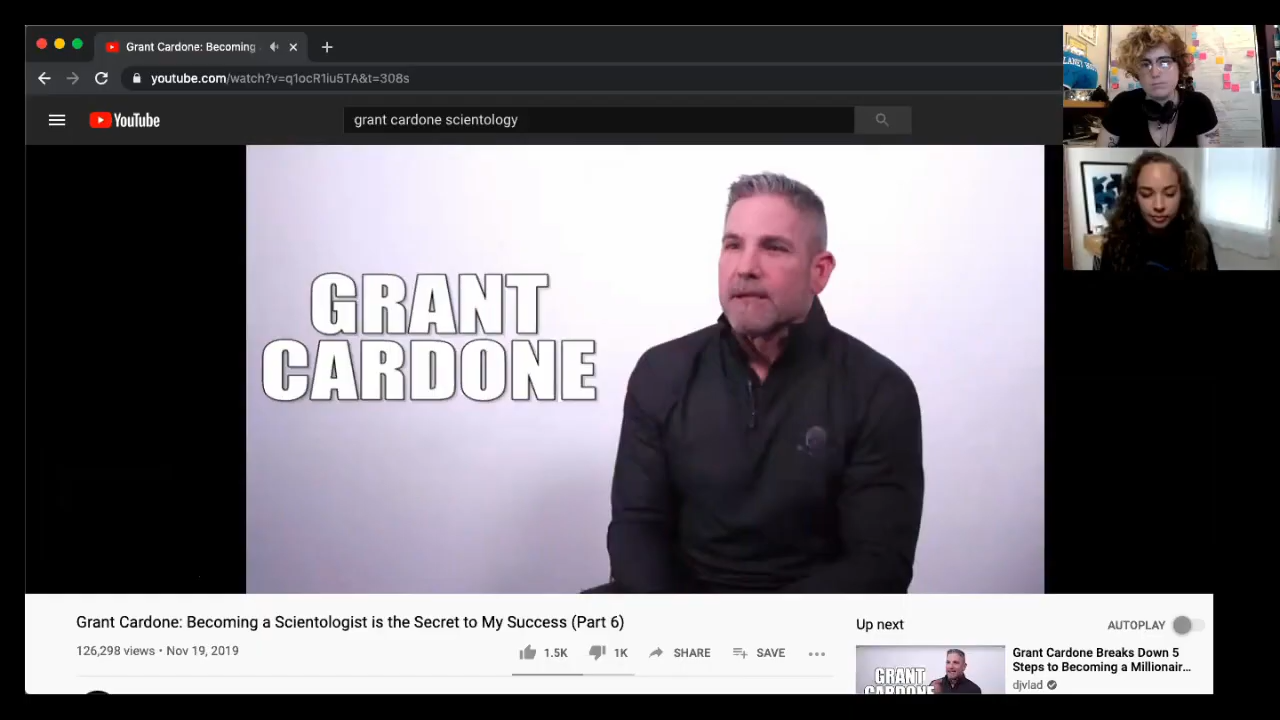 Grant Cardone: Becoming
youtube.com/watch?v=q1ocR1iu5TA&t=308s
YouTube
grant cardone scientology
GRANT
CARDONE
Grant Cardone: Becoming a Scientologist is the Secret to My Success (Part 6)
126,298 views • Nov 19, 2019
1.5K
1K
SHARE
SAVE
Up next
AUTOPLAY
GRANT
CARDONE
Grant Cardone Breaks Down 5
Steps to Becoming a Millionair...
djvlad